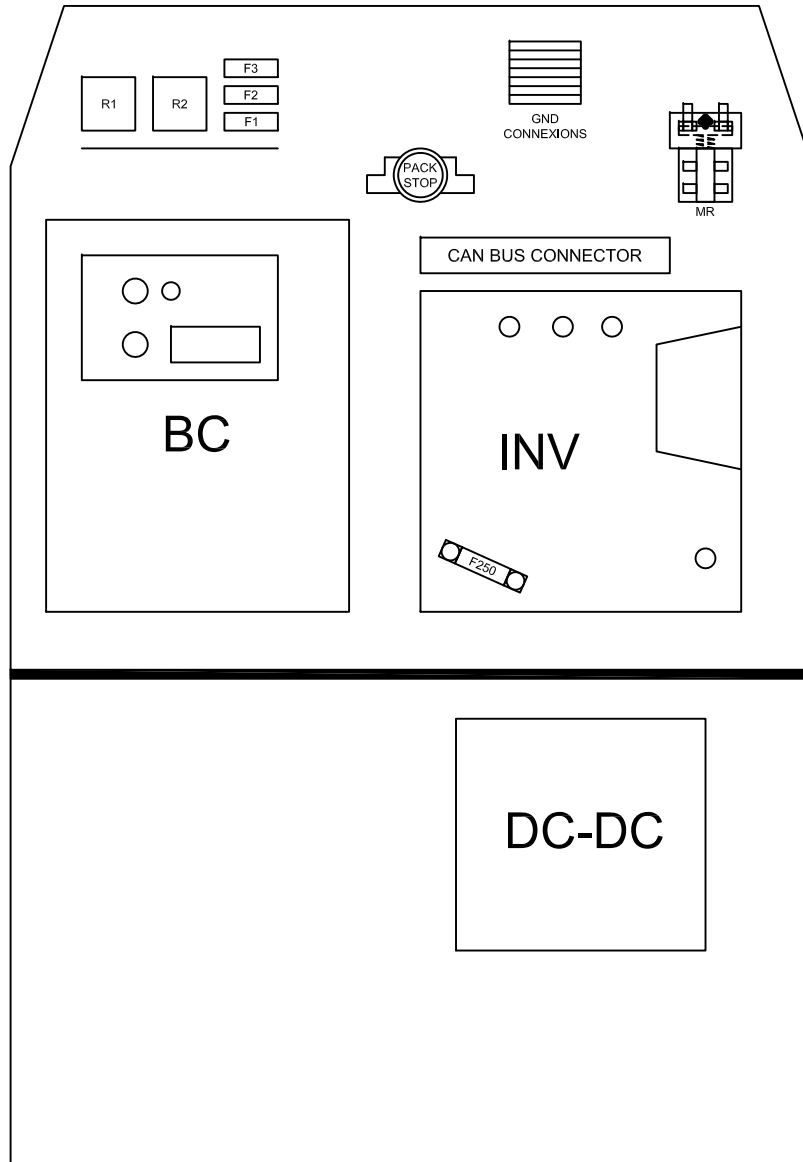 F3
R1
R2
F2
F1
GND
CONNEXIONS
PACK
STOP
MR
CAN BUS CONNECTOR
BC
INV
F250
DC-DC